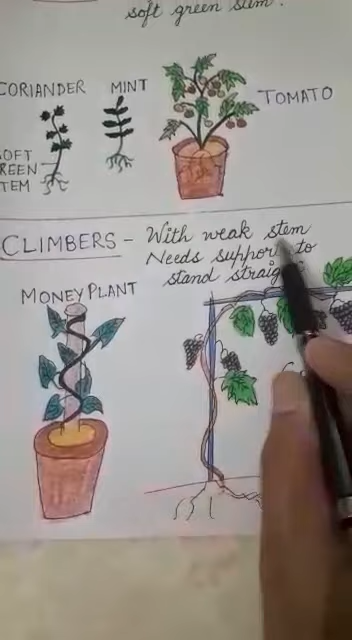 soft green stem.
CORIANDER
MINT
TOMATO
SOFT
GREEN
STEM
CLIMBERS - With weak stem
Needs support to
stand straight
MONEY PLANT